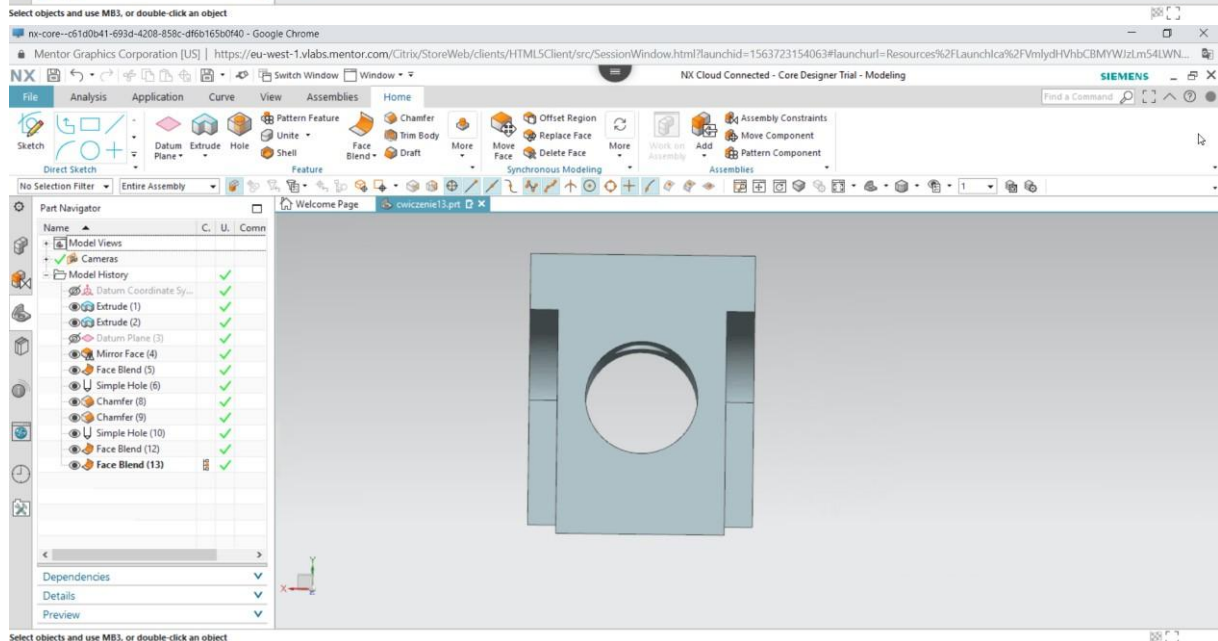 Select objects and use MB3, or double-click an object
nx-core--c61d0b41-693d-4208-858c-df6b165b0f40 - Google Chrome
Mentor Graphics Corporation [US] | https://eu-west-1.vlabs.mentor.com/Citrix/StoreWeb/clients/HTML5Client/src/SessionWindow.html?launchid=1563723154063#launchurl=Resources%2FLaunchIca%2FVmlydHVhbCBMYWJzLm54LWN...
NX Switch Window Window NX Cloud Connected - Core Designer Trial - Modeling SIEMENS
File Analysis Application Curve View Assemblies Home Find a Command
Sketch Datum Plane Extrude Hole Pattern Feature Unite Shell Face Blend Chamfer Trim Body Draft More Move Face Offset Region Replace Face Delete Face More Work on Assembly Add Assembly Constraints Move Component Pattern Component
Direct Sketch Feature Synchronous Modeling Assemblies
No Selection Filter Entire Assembly 1
Part Navigator Welcome Page cwiczenie13.prt
Name C. U. Comn
Model Views
Cameras
Model History
Datum Coordinate Sy...
Extrude (1)
Extrude (2)
Datum Plane (3)
Mirror Face (4)
Face Blend (5)
Simple Hole (6)
Chamfer (8)
Chamfer (9)
Simple Hole (10)
Face Blend (12)
Face Blend (13)
Dependencies
Details
Preview
Y
X
Select objects and use MB3, or double-click an object